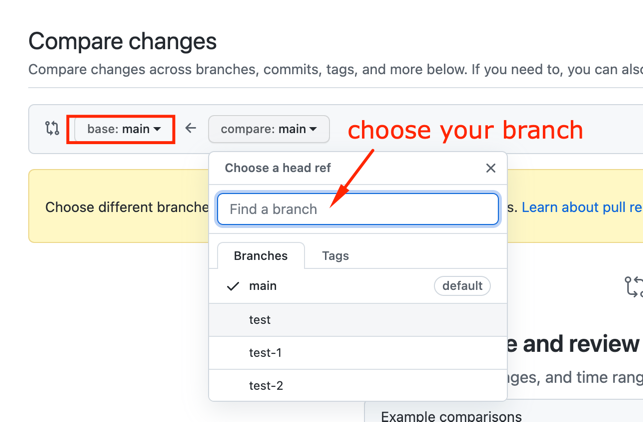 Compare changes
Compare changes across branches, commits, tags, and more below. If you need to, you can also
base: main
compare: main
choose your branch
Choose a head ref
Find a branch
Choose different branche
s. Learn about pull re
Branches Tags
main default
test
test-1
test-2
e and review
ges, and time rang
Example comparisons